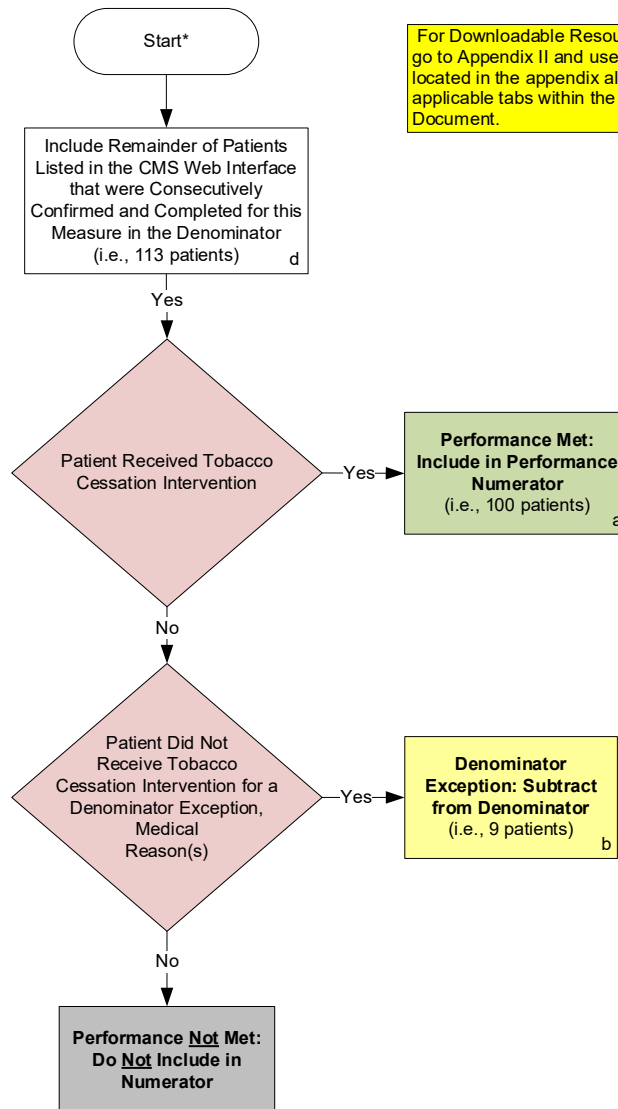 Start*
For Downloadable
go to Appendix II and use
located in the appendix
applicable tabs within the
Document.
Include Remainder of Patients
Listed in the CMS Web Interface
that were Consecutively
Confirmed and Completed for this
Measure in the Denominator
(i.e., 113 patients)
d
Yes
Patient Received Tobacco
Cessation Intervention
Yes
Performance Met:
Include in Performance
Numerator
(i.e., 100 patients)
a
No
Patient Did Not
Receive Tobacco
Cessation Intervention for a
Denominator Exception,
Medical
Reason(s)
Yes
Denominator
Exception: Subtract
from Denominator
(i.e., 9 patients)
b
No
Performance Not Met:
Do Not Include in
Numerator